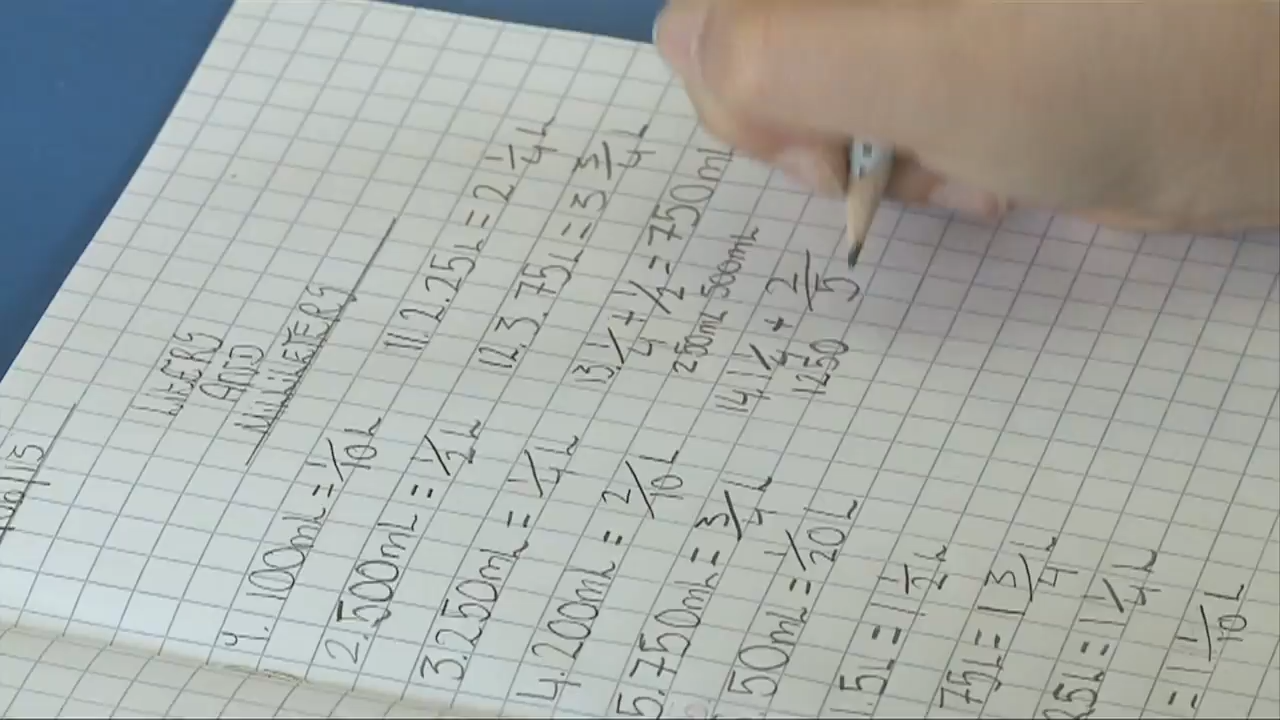 LITERS
AND
MILILETERS
1. 100mL = 1/10 L
2. 500mL = 1/2 L
3. 250mL = 1/4 L
4. 200mL = 2/10 L
5. 750mL = 3/4 L
50mL = 1/20 L
1.5L = 1 1/2 L
75L = 1 3/4 L
25L = 1 1/4 L
= 1 1/10 L
11. 2.25L = 2 1/4 L
12. 3.75L = 3 3/4 L
13. 1/4 + 1/2 = 750mL
250mL 500mL
14. 1 1/4 + 2/5
1250